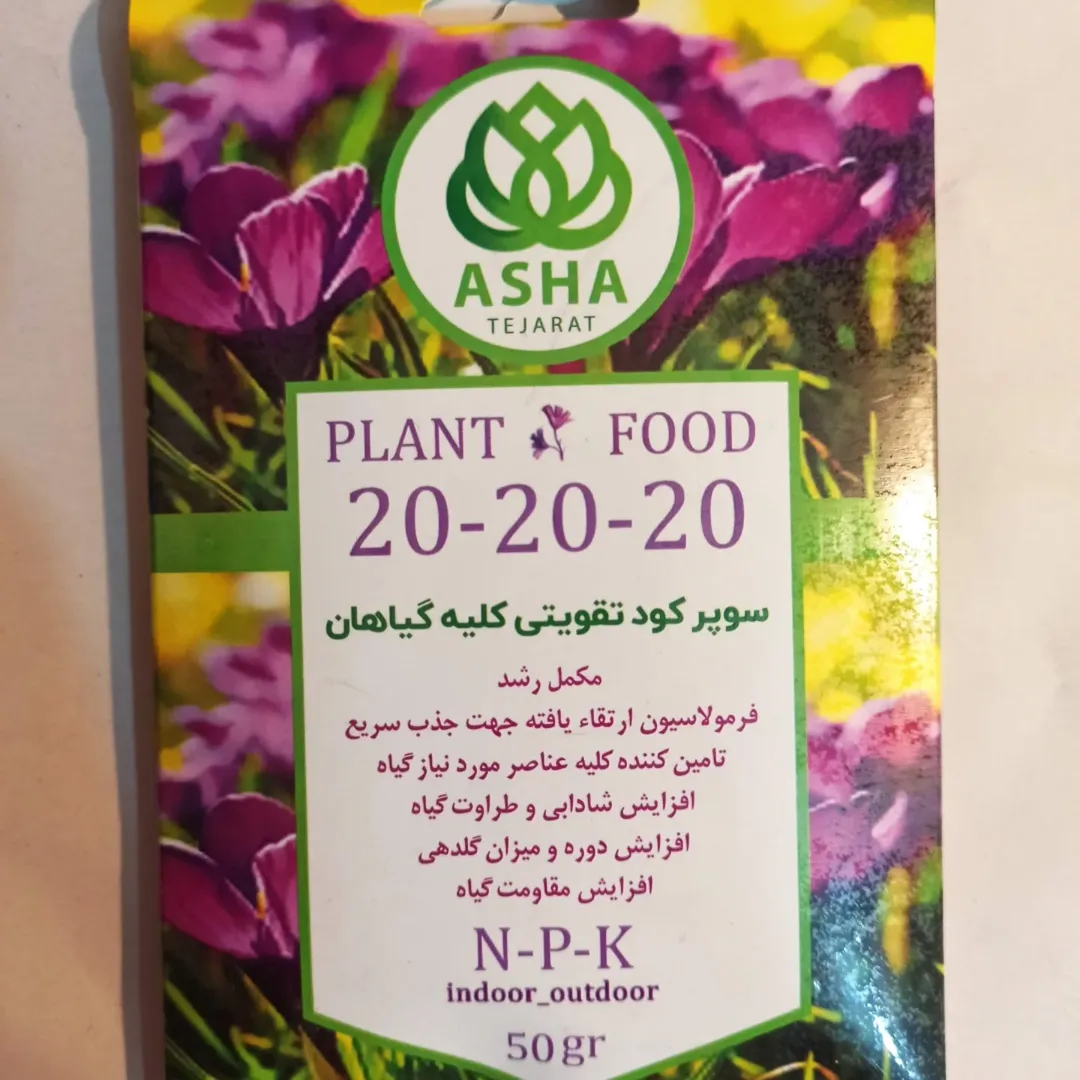 ASHA
TEJARAT
PLANT FOOD
20-20-20
سوپر کود تقویتی کلیه گیاهان
مکمل رشد
فرمولاسیون ارتقاء یافته جهت جذب سریع
تامین کننده کلیه عناصر مورد نیاز گیاه
افزایش شادابی و طراوت گیاه
افزایش دوره و میزان گلدهی
افزایش مقاومت گیاه
N-P-K
indoor_outdoor
50 gr